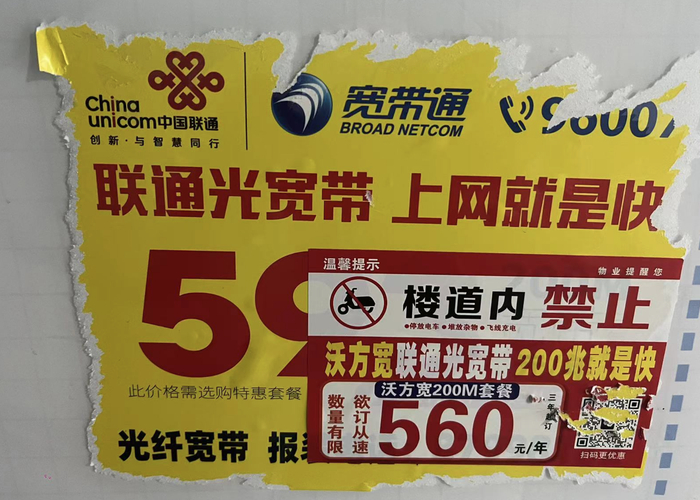 China
unicom中国联通
创新·与智慧同行
宽带通
BROAD NETCOM
96007
联通光宽带 上网就是快
59
此价格需选购特惠套餐
光纤宽带 报装
温馨提示
物业提醒您
楼道内 禁止
•停放电车 •堆放杂物 •飞线充电
沃方宽联通光宽带 200兆就是快
沃方宽200M套餐
数量有限
欲订从速
560元/年
扫码更优惠